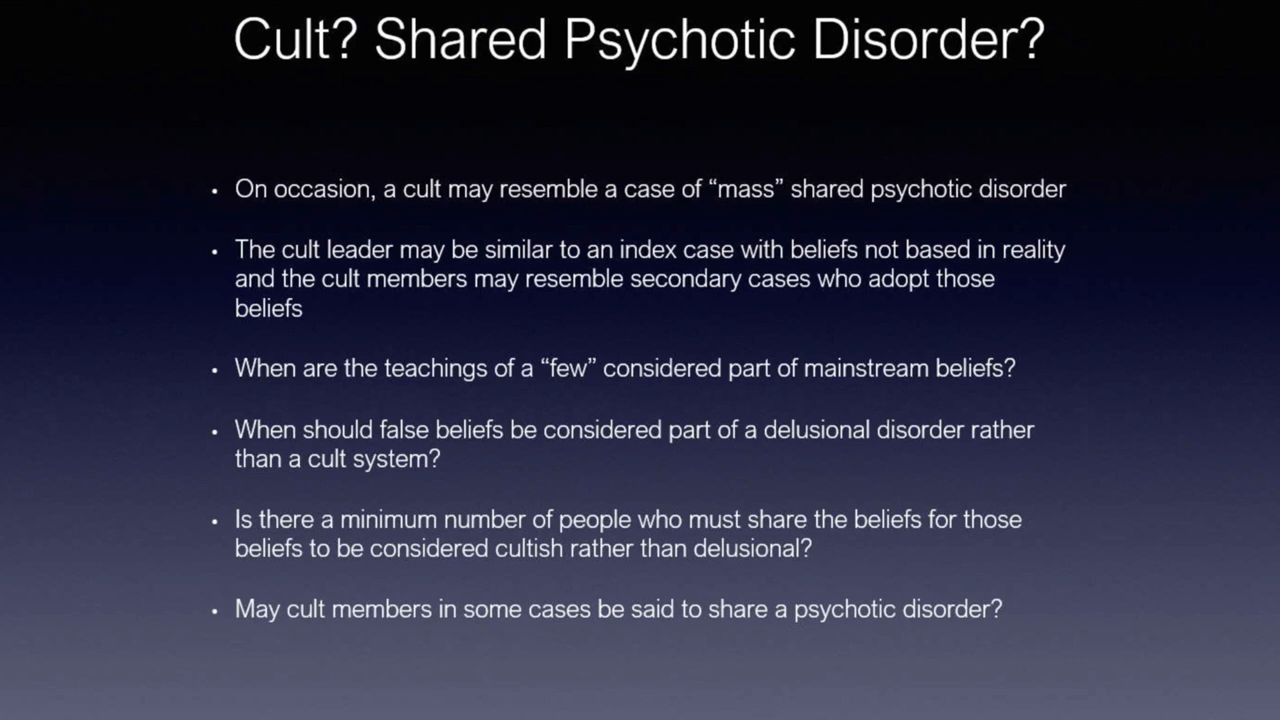 Cult? Shared Psychotic Disorder?
• On occasion, a cult may resemble a case of “mass” shared psychotic disorder
• The cult leader may be similar to an index case with beliefs not based in reality
and the cult members may resemble secondary cases who adopt those
beliefs
• When are the teachings of a “few” considered part of mainstream beliefs?
• When should false beliefs be considered part of a delusional disorder rather
than a cult system?
• Is there a minimum number of people who must share the beliefs for those
beliefs to be considered cultish rather than delusional?
• May cult members in some cases be said to share a psychotic disorder?